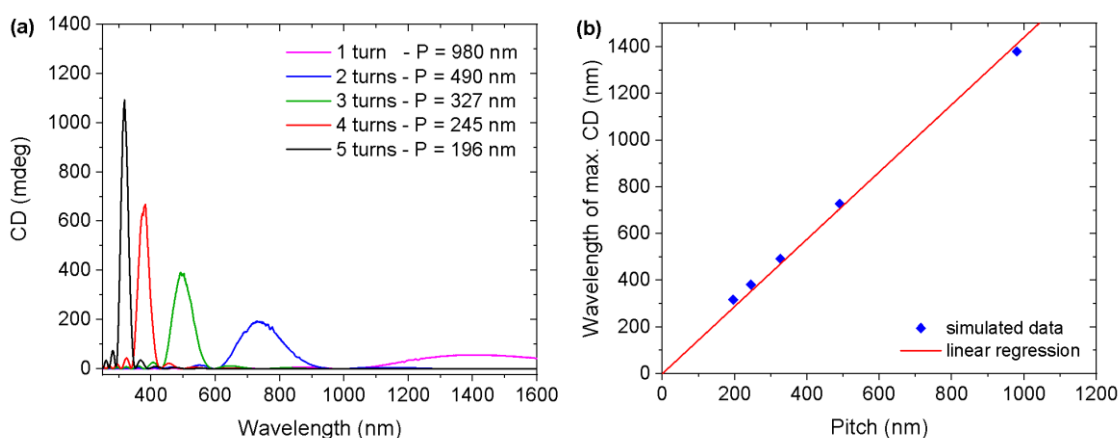 (a)
1400
1200
1000
800
600
400
200
0
CD (mdeg)
1 turn - P = 980 nm
2 turns - P = 490 nm
3 turns - P = 327 nm
4 turns - P = 245 nm
5 turns - P = 196 nm
400 600 800 1000 1200 1400 1600
Wavelength (nm)
(b)
1400
1200
1000
800
600
400
200
0
Wavelength of max. CD (nm)
simulated data
linear regression
0 200 400 600 800 1000 1200
Pitch (nm)